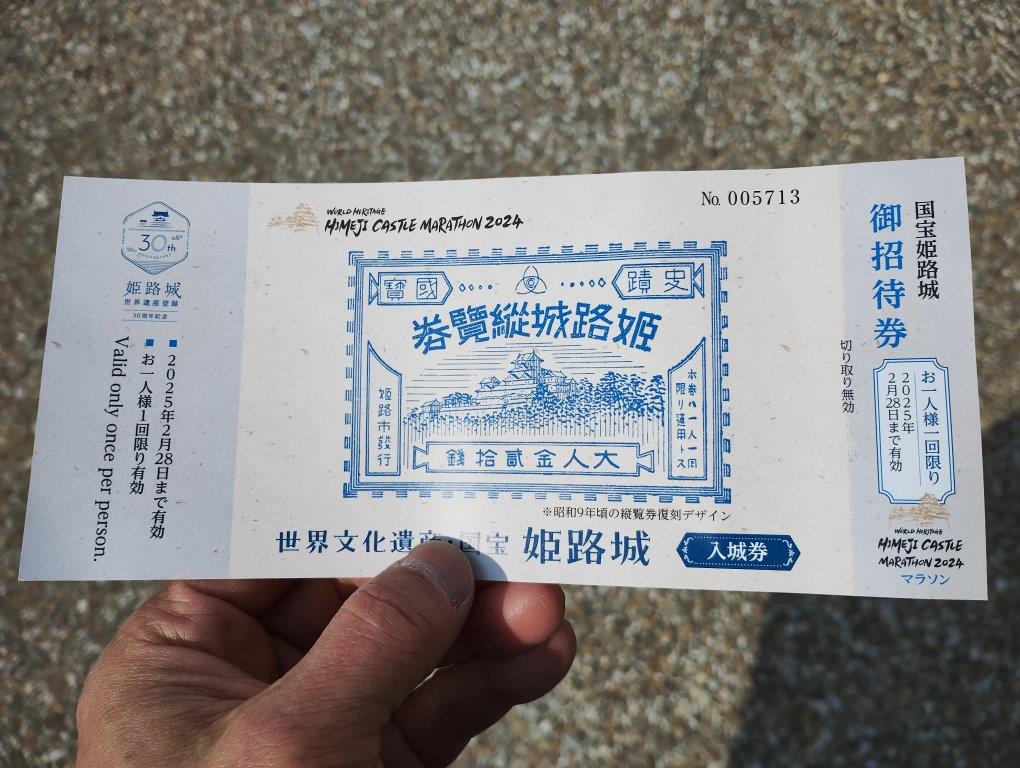 30th
ANNIVERSARY
姫路城
世界遺産登録
30周年記念
■ 2025年2月28日まで有効
■ お一人様1回限り有効
Valid only once per person.
WORLD HERITAGE
HIMEJI CASTLE MARATHON 2024
No. 005713
史蹟
國寶
姫路城縱覽券
本券ハ一人一回
限リ通用トス
姫路市發行
大人金貳拾錢
※昭和9年頃の縦覧券復刻デザイン
世界文化遺産・国宝 姫路城
入城券
国宝姫路城
御招待券
切り取り無効
お一人様一回限り
2025年
2月28日まで有効
WORLD HERITAGE
HIMEJI CASTLE
MARATHON 2024
マラソン